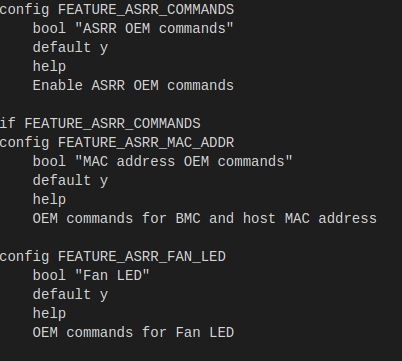 config FEATURE_ASRR_COMMANDS
    bool "ASRR OEM commands"
    default y
    help
    Enable ASRR OEM commands

if FEATURE_ASRR_COMMANDS
config FEATURE_ASRR_MAC_ADDR
    bool "MAC address OEM commands"
    default y
    help
    OEM commands for BMC and host MAC address

config FEATURE_ASRR_FAN_LED
    bool "Fan LED"
    default y
    help
    OEM commands for Fan LED